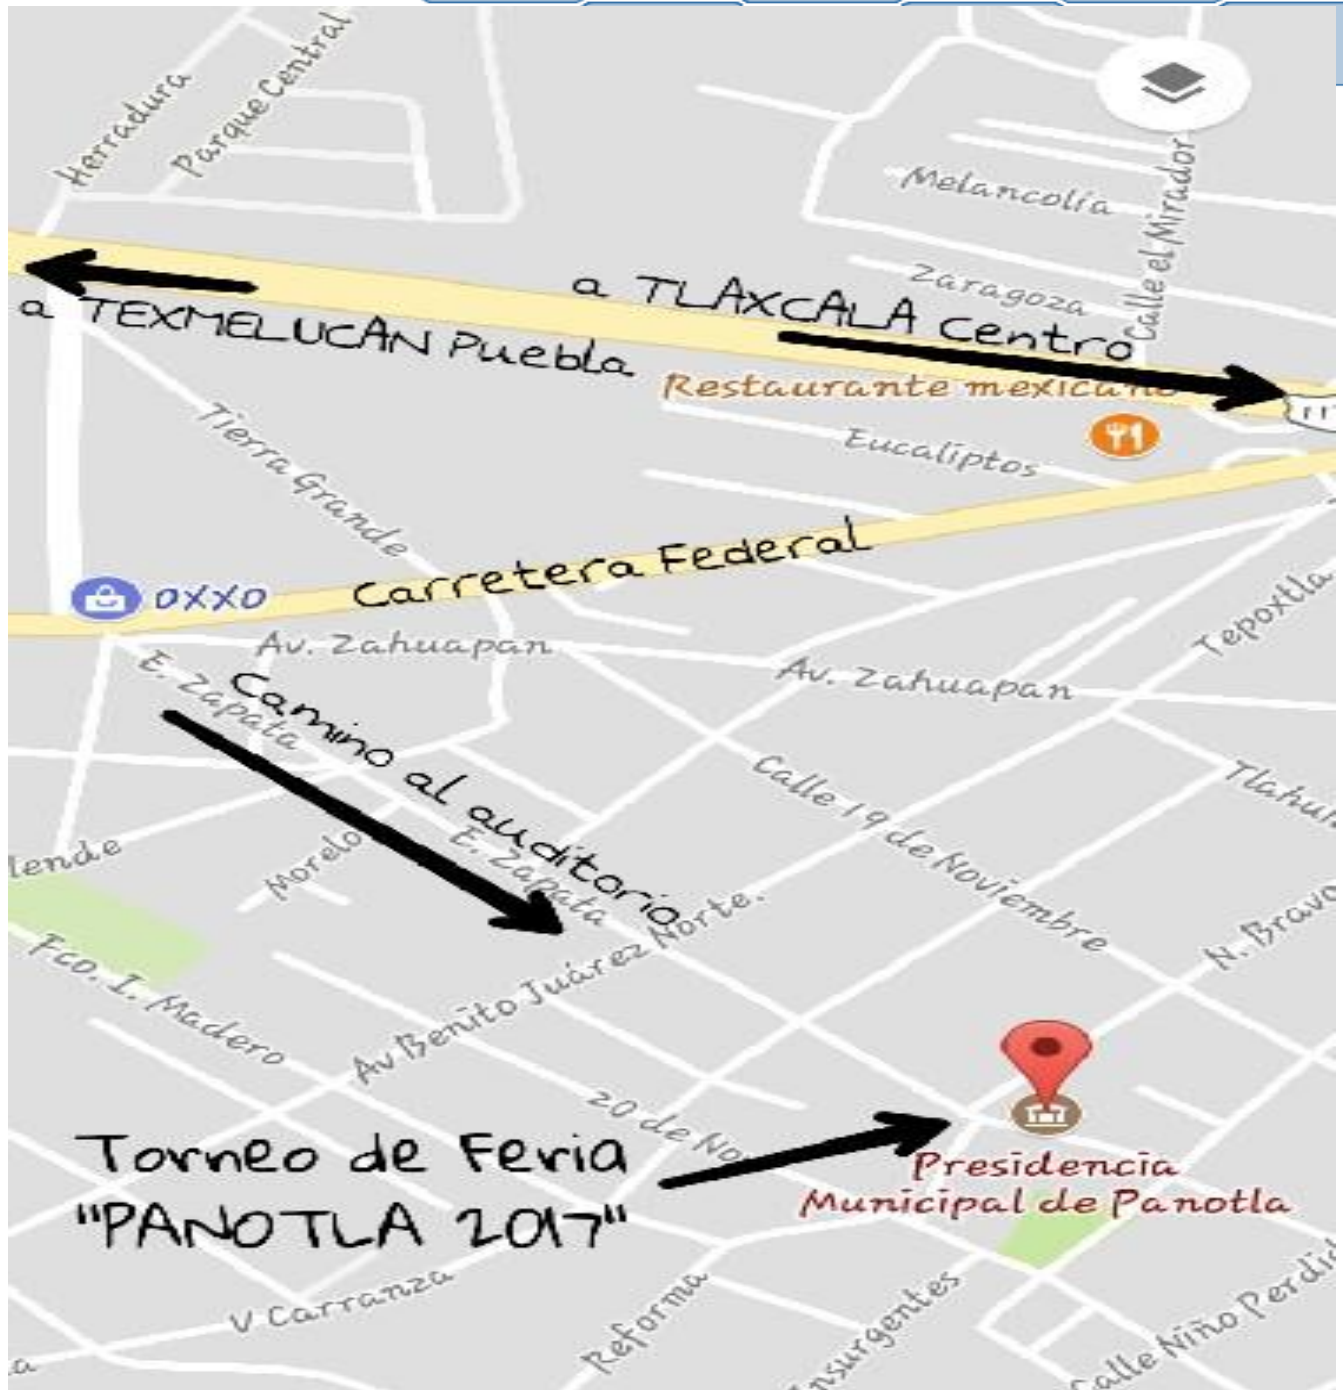 Herradura
Parque Central
Melancolía
Calle el Mirador
Zaragoza
a TLAXCALA Centro
a TEXMELUCAN Puebla
Restaurante mexicano
Eucaliptos
Tierra Grande
Carretera Federal
OXXO
Av. Zahuapan
Av. Zahuapan
Tepoxtla
E. Zapata
Camino al auditorio
E. Zapata
Calle 19 de Noviembre
Morelo
lende
Av Benito Juárez Norte.
N. Bravo
Fco. I. Madero
20 de No
Torneo de Feria
"PANOTLA 2017"
Presidencia
Municipal de Panotla
V Carranza
Reforma
Insurgentes
Calle Niño Perdid